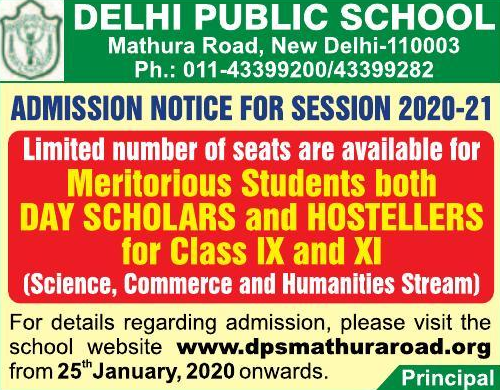 DELHI PUBLIC SCHOOL
Mathura Road, New Delhi-110003
Ph.: 011-43399200/43399282
ADMISSION NOTICE FOR SESSION 2020-21
Limited number of seats are available for
Meritorious Students both
DAY SCHOLARS and HOSTELLERS
for Class IX and XI
(Science, Commerce and Humanities Stream)
For details regarding admission, please visit the
school website www.dpsmathuraroad.org
from 25th January, 2020 onwards.
Principal